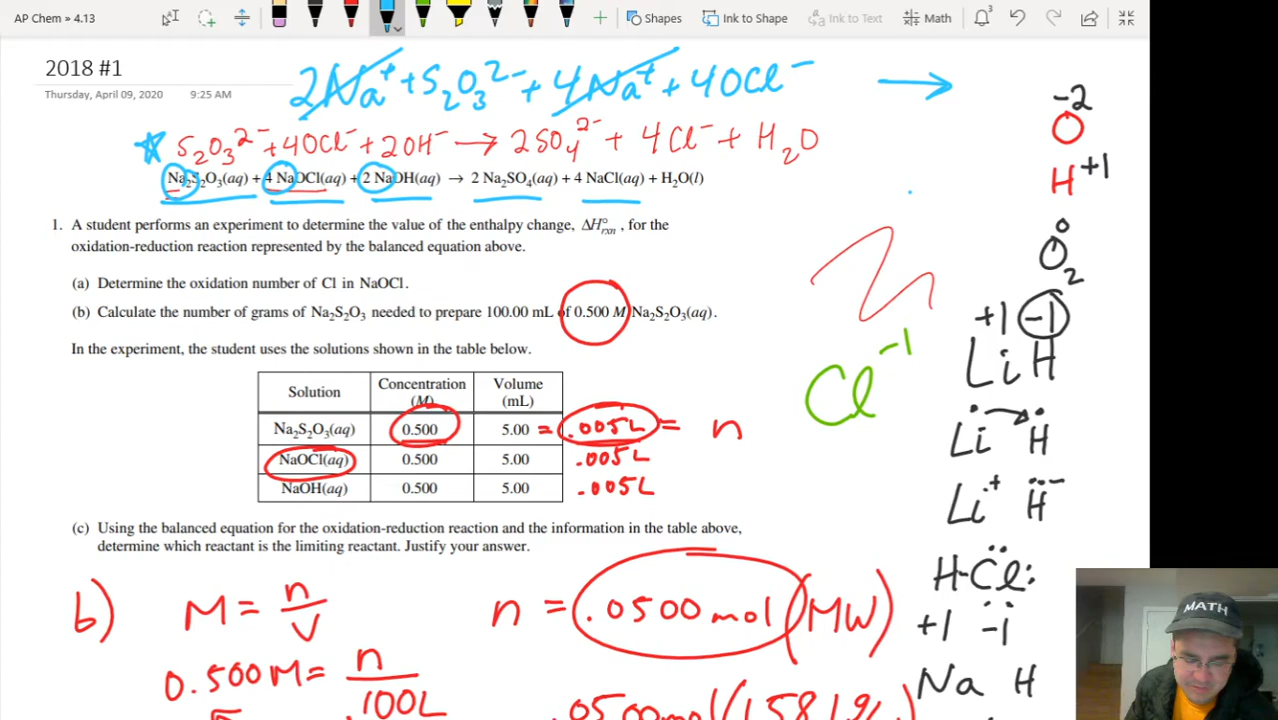 AP Chem » 4.13
Shapes
Ink to Shape
Ink to Text
Math
3
2018 #1
Thursday, April 09, 2020 9:25 AM
2Na⁺ + S₂O₃²⁻ + 4Na⁺ + 4OCl⁻ →
S₂O₃²⁻ + 4OCl⁻ + 2OH⁻ → 2SO₄²⁻ + 4Cl⁻ + H₂O
Na₂S₂O₃(aq) + 4 NaOCl(aq) + 2 NaOH(aq) → 2 Na₂SO₄(aq) + 4 NaCl(aq) + H₂O(l)
1. A student performs an experiment to determine the value of the enthalpy change, ΔH°rxn, for the
oxidation-reduction reaction represented by the balanced equation above.
(a) Determine the oxidation number of Cl in NaOCl.
(b) Calculate the number of grams of Na₂S₂O₃ needed to prepare 100.00 mL of 0.500 M Na₂S₂O₃(aq).
In the experiment, the student uses the solutions shown in the table below.
Solution Concentration (M) Volume (mL)
Na₂S₂O₃(aq) 0.500 5.00 = .005L = n
NaOCl(aq) 0.500 5.00 .005L
NaOH(aq) 0.500 5.00 .005L
(c) Using the balanced equation for the oxidation-reduction reaction and the information in the table above,
determine which reactant is the limiting reactant. Justify your answer.
b) M = n/V n = .0500 mol (MW)
0.500M = n/.100L
.0500 mol (158.1
-2
O
H +1
0
O₂
+1 -1
Li H
Cl⁻¹
Li H
Li⁺ H⁻
H-Cl
+1 -1
Na H
MATH